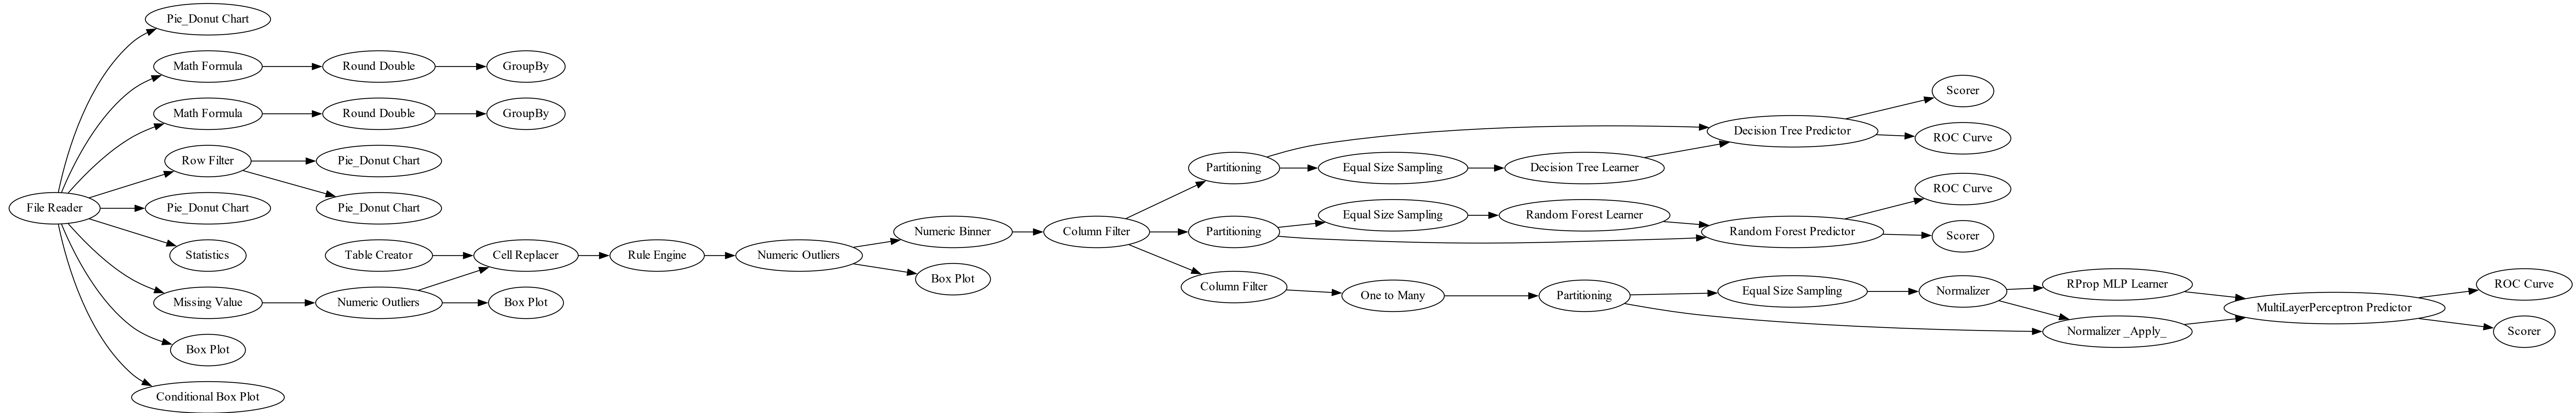 Pie_Donut Chart
Math Formula
Round Double
GroupBy
Math Formula
Round Double
GroupBy
Row Filter
Pie_Donut Chart
File Reader
Pie_Donut Chart
Pie_Donut Chart
Statistics
Table Creator
Cell Replacer
Rule Engine
Numeric Outliers
Missing Value
Numeric Outliers
Box Plot
Box Plot
Conditional Box Plot
Numeric Binner
Box Plot
Column Filter
Partitioning
Equal Size Sampling
Decision Tree Learner
Decision Tree Predictor
Scorer
ROC Curve
Partitioning
Equal Size Sampling
Random Forest Learner
Random Forest Predictor
ROC Curve
Scorer
Column Filter
One to Many
Partitioning
Equal Size Sampling
Normalizer
RProp MLP Learner
Normalizer _Apply_
MultiLayerPerceptron Predictor
ROC Curve
Scorer